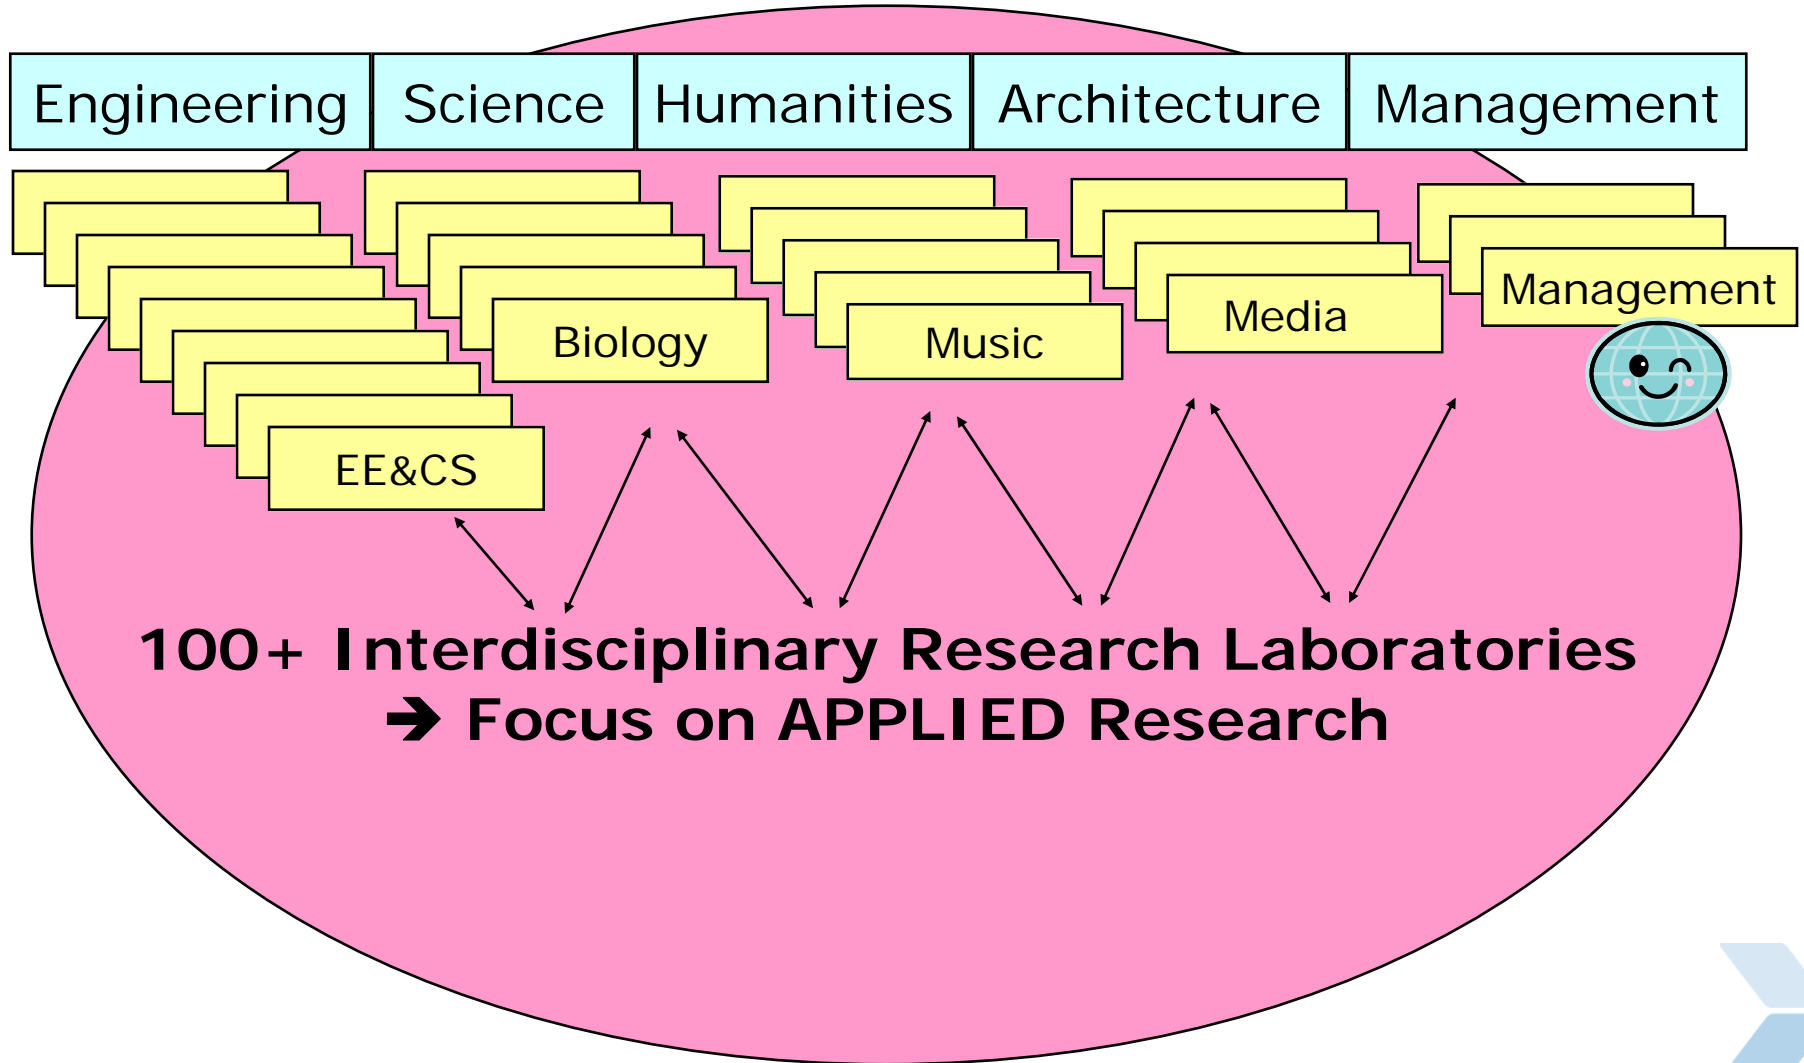 Engineering Science Humanities Architecture Management
Management
Media
Biology
Music
EE&CS
100+ Interdisciplinary Research Laboratories
➔ Focus on APPLIED Research